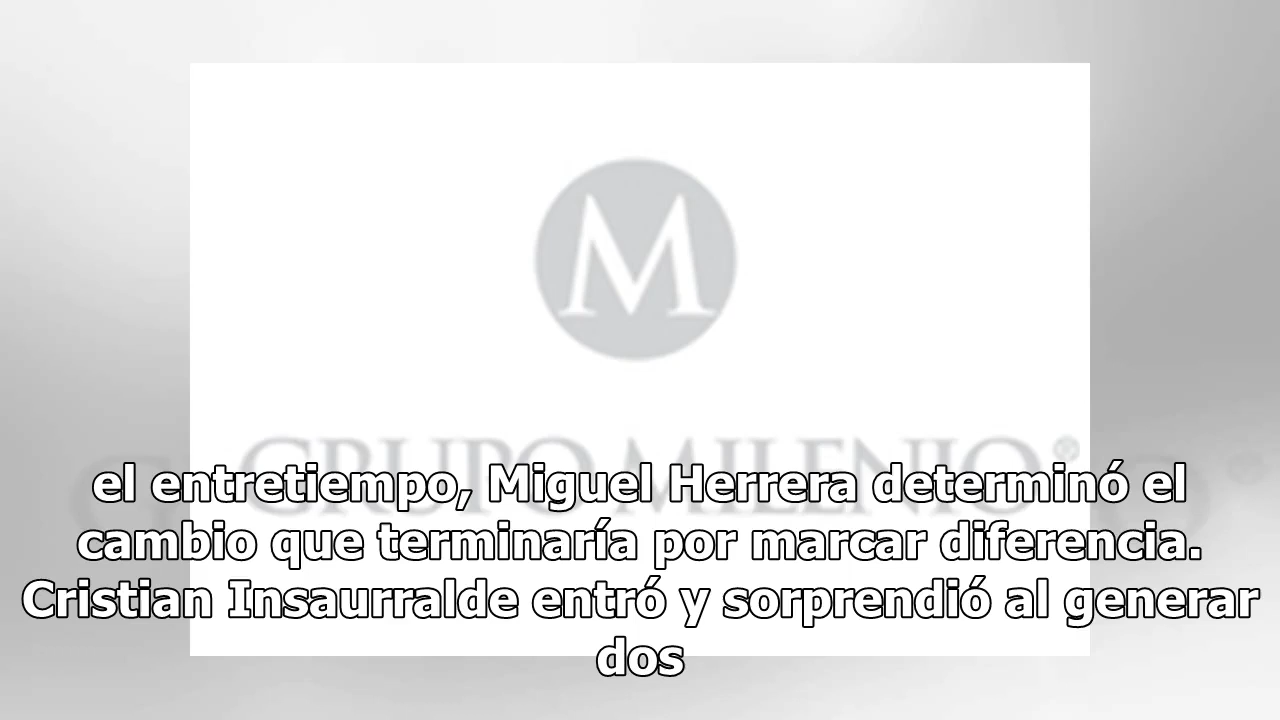 M
GRUPO MILENIO®
el entretiempo, Miguel Herrera determinó el
cambio que terminaría por marcar diferencia.
Cristian Insaurralde entró y sorprendió al generar
dos